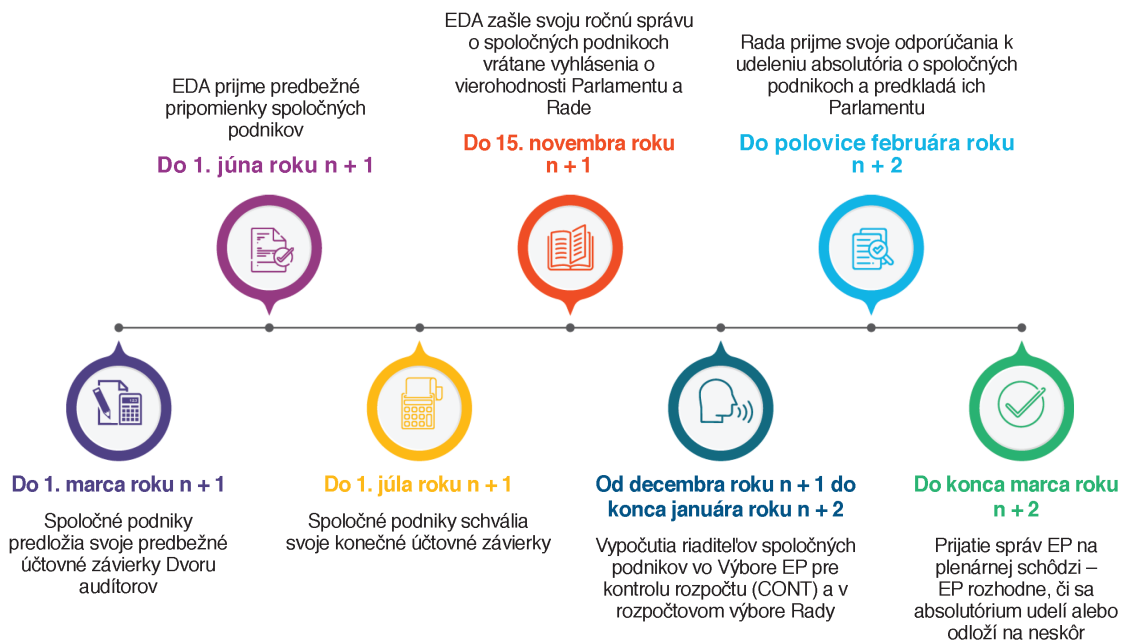 EDA prijme predbežné
pripomienky spoločných
podnikov
Do 1. júna roku n + 1
EDA zašle svoju ročnú správu
o spoločných podnikoch
vrátane vyhlásenia o
vierohodnosti Parlamentu a
Rade
Do 15. novembra roku
n + 1
Rada prijme svoje odporúčania k
udeleniu absolutória o spoločných
podnikoch a predkladá ich
Parlamentu
Do polovice februára roku
n + 2
Do 1. marca roku n + 1
Spoločné podniky
predložia svoje predbežné
účtovné závierky Dvoru
audítorov
Do 1. júla roku n + 1
Spoločné podniky schvália
svoje konečné účtovné závierky
Od decembra roku n + 1 do
konca januára roku n + 2
Vypočutia riaditeľov spoločných
podnikov vo Výbore EP pre
kontrolu rozpočtu (CONT) a v
rozpočtovom výbore Rady
Do konca marca roku
n + 2
Prijatie správ EP na
plenárnej schôdzi –
EP rozhodne, či sa
absolutórium udelí alebo
odloží na neskôr